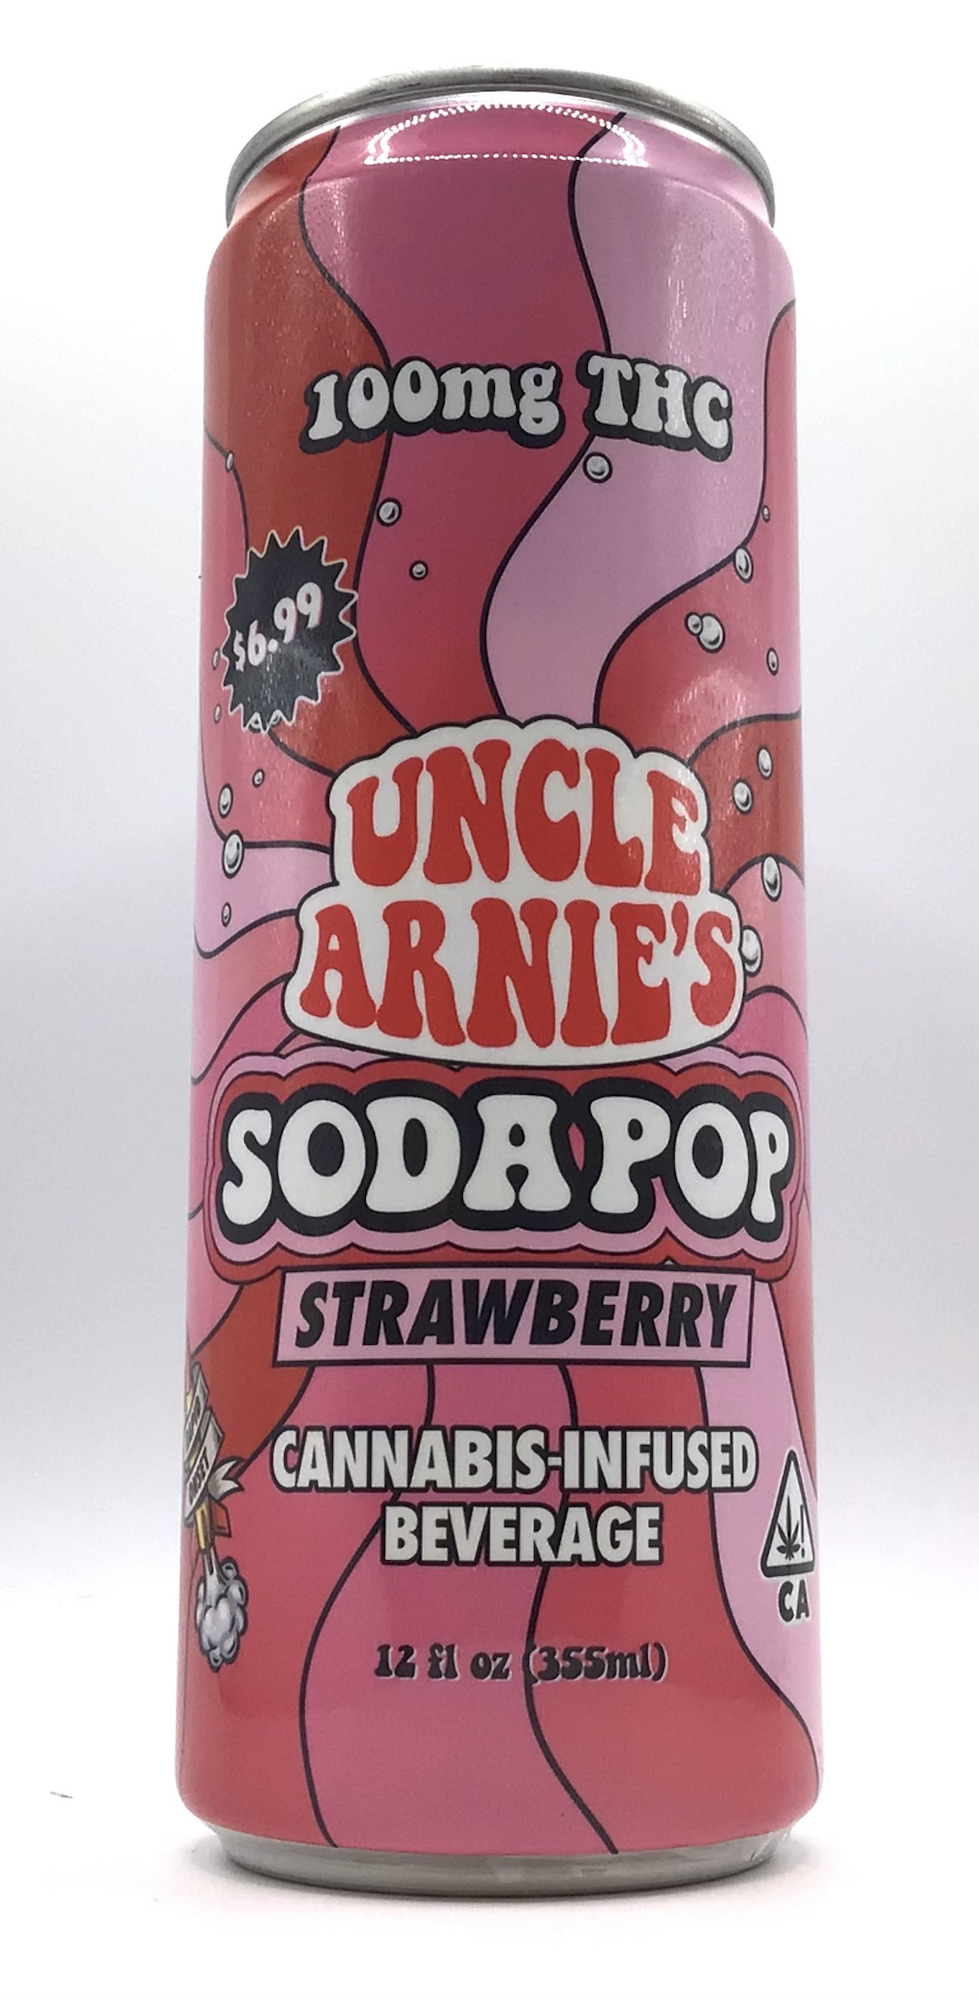 100mg THC
$6.99
UNCLE
ARNIE'S
SODA POP
STRAWBERRY
CANNABIS-INFUSED
BEVERAGE
CA
12 fl oz (355ml)